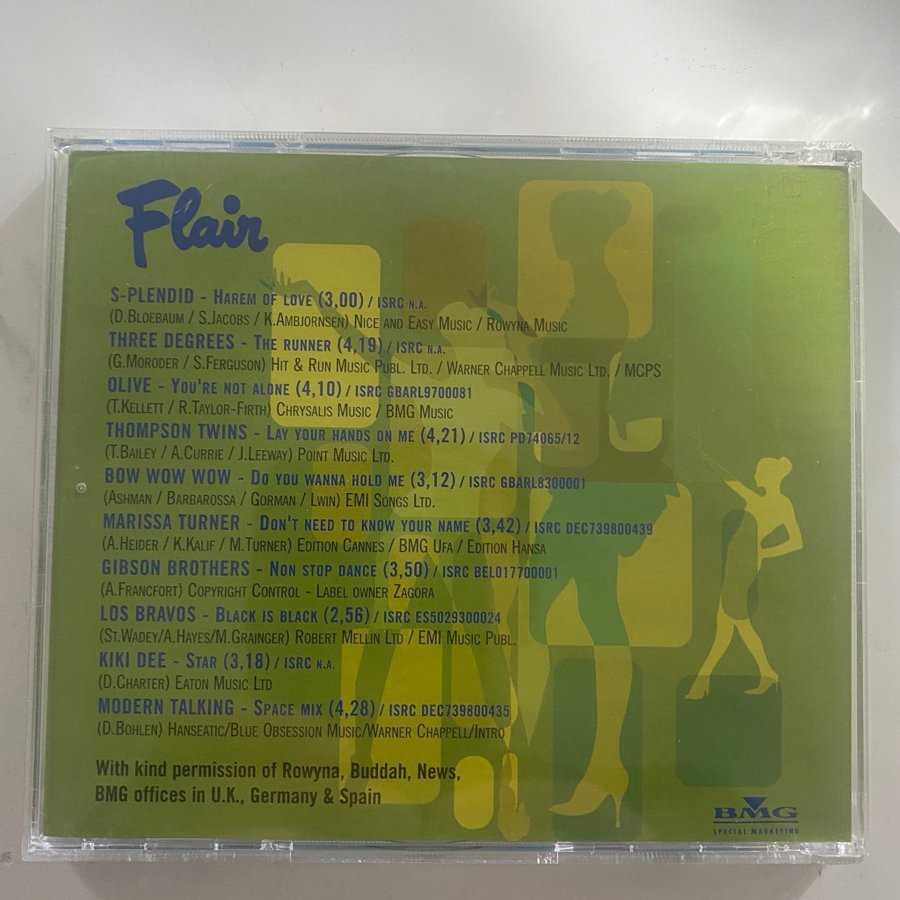 Flair
S-PLENDID - HAREM OF LOVE (3,00) / ISRC N.A.
(D.BLOEBAUM / S.JACOBS / K.AMBJORNSEN) NICE AND EASY MUSIC / ROWYNA MUSIC
THREE DEGREES - THE RUNNER (4,19) / ISRC N.A.
(G.MORODER / S.FERGUSON) HIT & RUN MUSIC PUBL. LTD. / WARNER CHAPPELL MUSIC LTD. / MCPS
OLIVE - YOU'RE NOT ALONE (4,10) / ISRC GBARL9700081
(T.KELLETT / R.TAYLOR-FIRTH) CHRYSALIS MUSIC / BMG MUSIC
THOMPSON TWINS - LAY YOUR HANDS ON ME (4,21) / ISRC PD74065/12
(T.BAILEY / A.CURRIE / J.LEEWAY) POINT MUSIC LTD.
BOW WOW WOW - DO YOU WANNA HOLD ME (3,12) / ISRC GBARL8300001
(ASHMAN / BARBAROSSA / GORMAN / LWIN) EMI SONGS LTD.
MARISSA TURNER - DON'T NEED TO KNOW YOUR NAME (3,42) / ISRC DEC739800439
(A.HEIDER / K.KALIF / M.TURNER) EDITION CANNES / BMG UFA / EDITION HANSA
GIBSON BROTHERS - NON STOP DANCE (3,50) / ISRC BEL017700001
(A.FRANCFORT) COPYRIGHT CONTROL - LABEL OWNER ZAGORA
LOS BRAVOS - BLACK IS BLACK (2,56) / ISRC ES5029300024
(ST.WADEY/A.HAYES/M.GRAINGER) ROBERT MELLIN LTD / EMI MUSIC PUBL.
KIKI DEE - STAR (3,18) / ISRC N.A.
(D.CHARTER) EATON MUSIC LTD
MODERN TALKING - SPACE MIX (4,28) / ISRC DEC739800435
(D.BOHLEN) HANSEATIC/BLUE OBSESSION MUSIC/WARNER CHAPPELL/INTRO
With kind permission of Rowyna, Buddah, News,
BMG offices in U.K., Germany & Spain
BMG
SPECIAL MARKETING